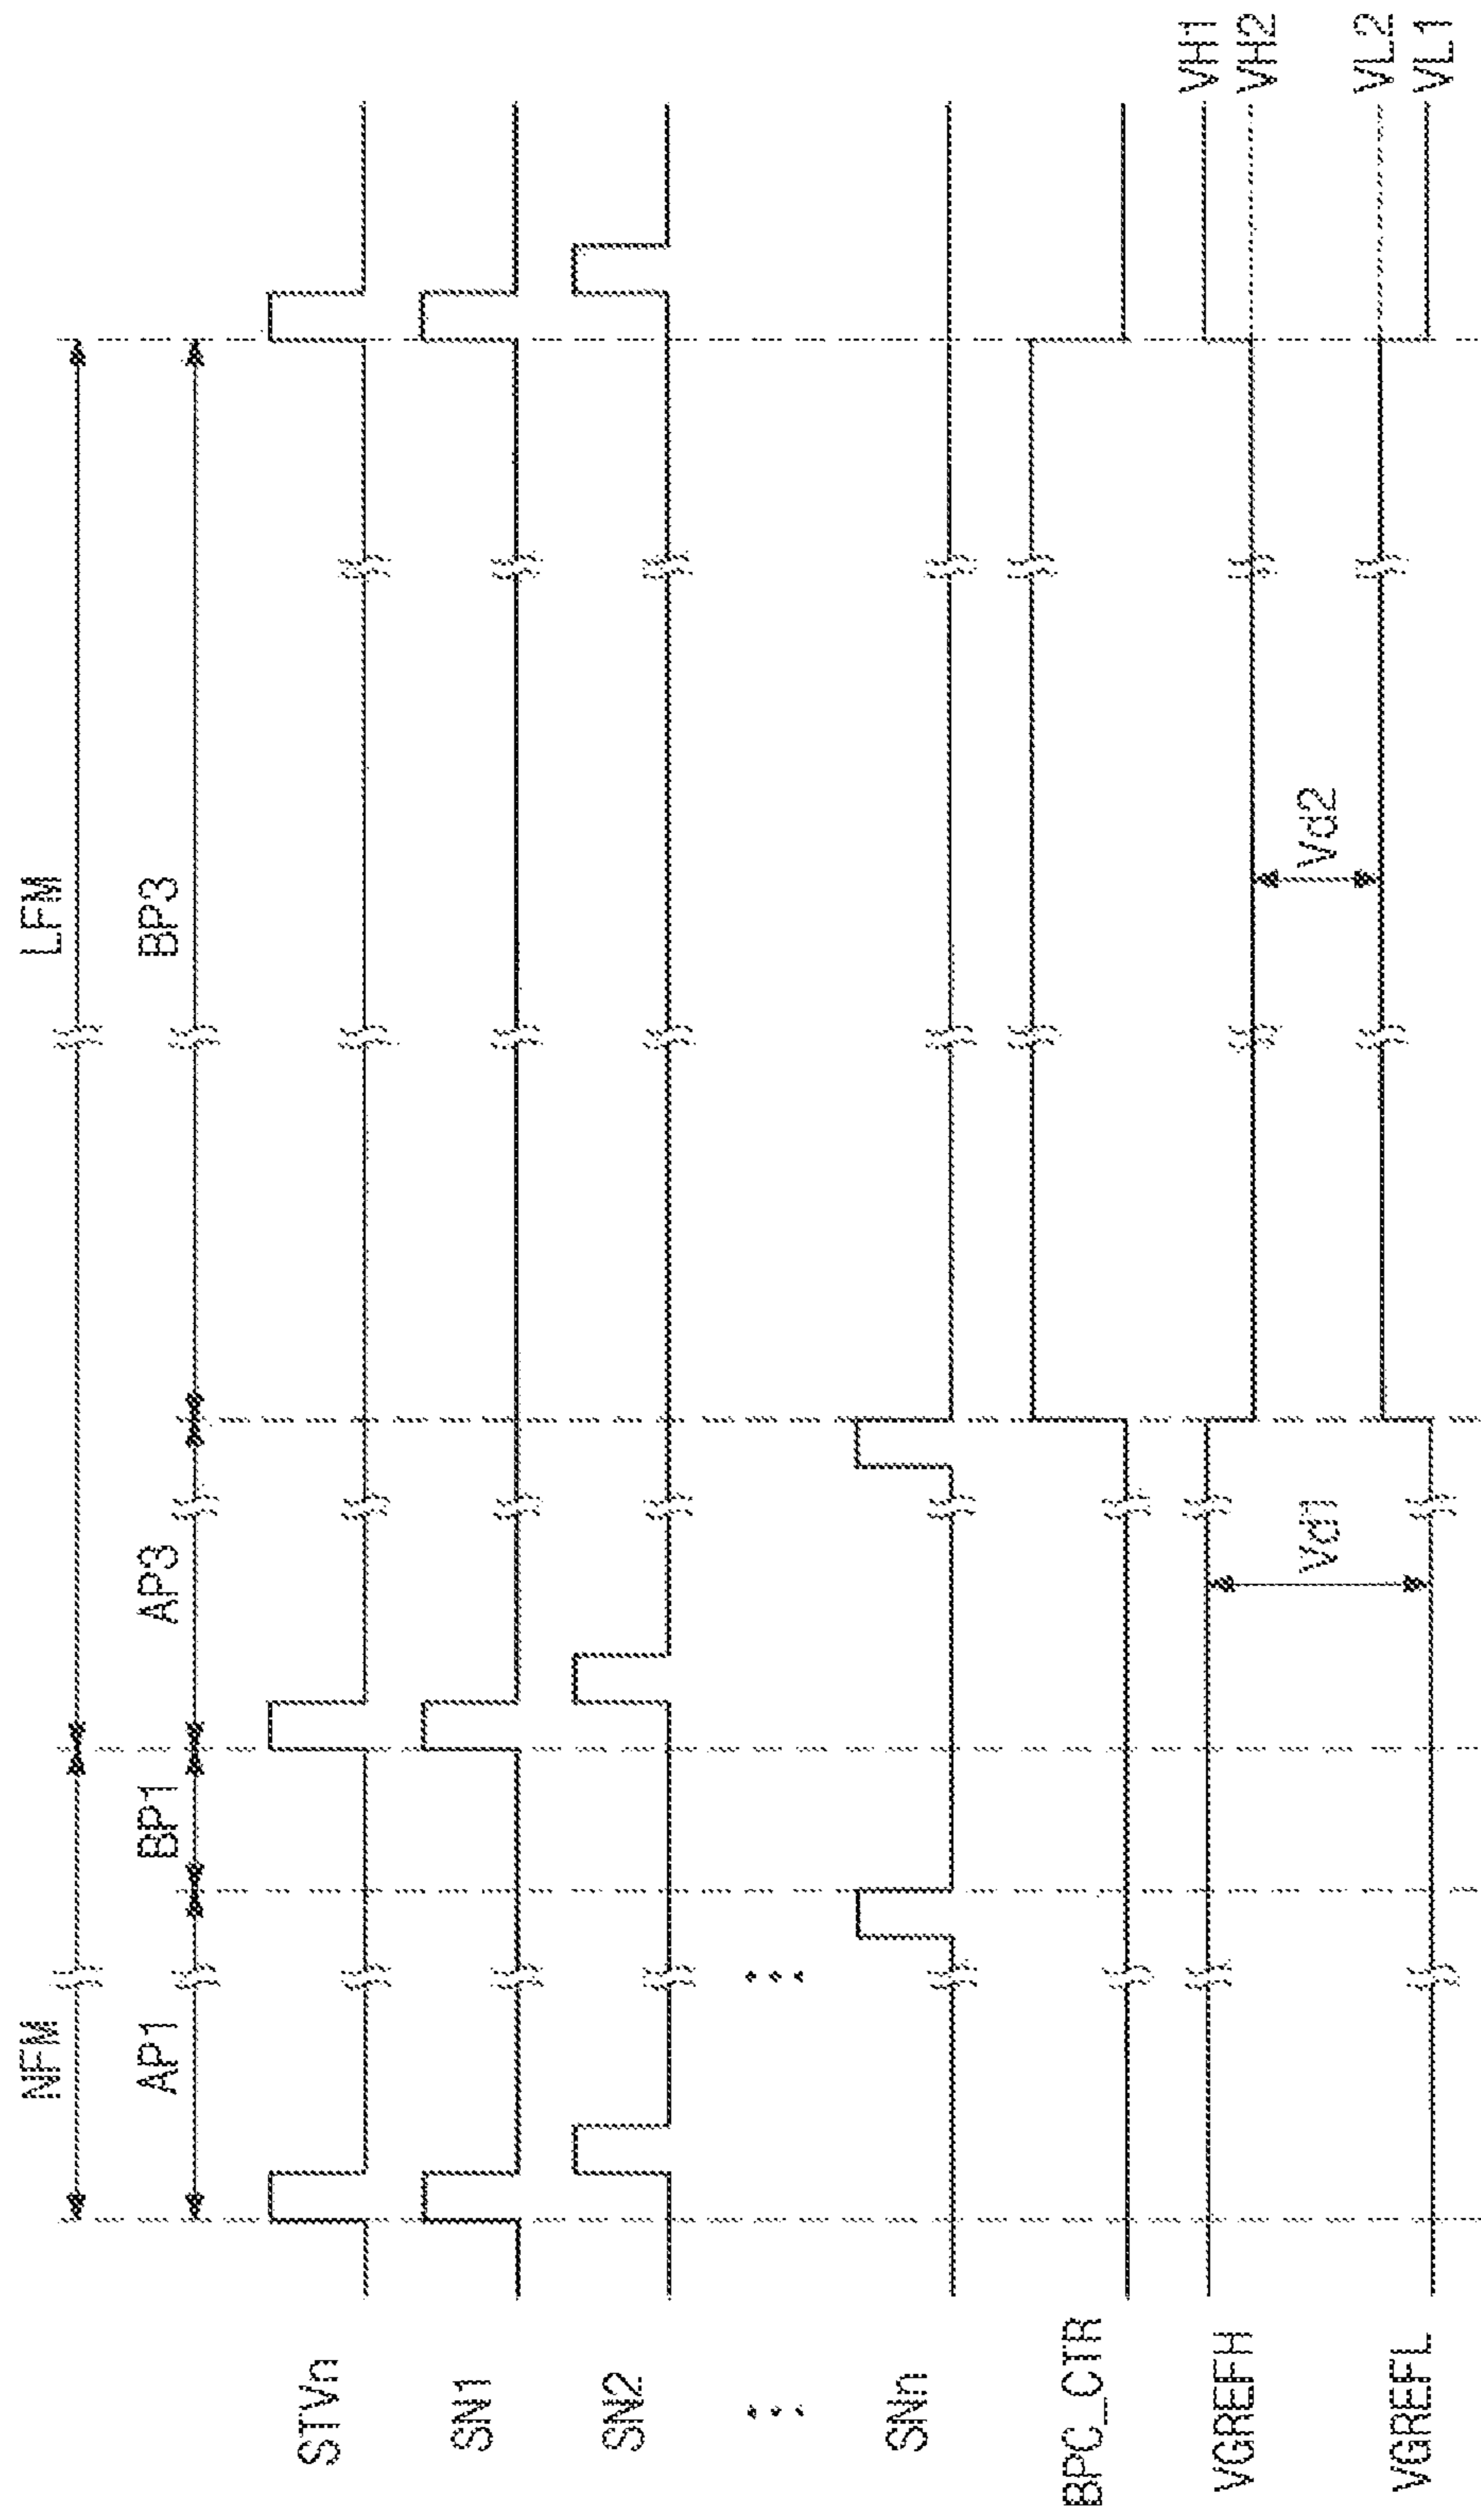 NFM
LFM
AP1
BP1
AP3
BP3
STVn
SN1
SN2
⋮
⋮
SNn
BPC_CTR
VGREFH
VGREFL
Vd1
Vd2
VH1
VH2
VL2
VL1